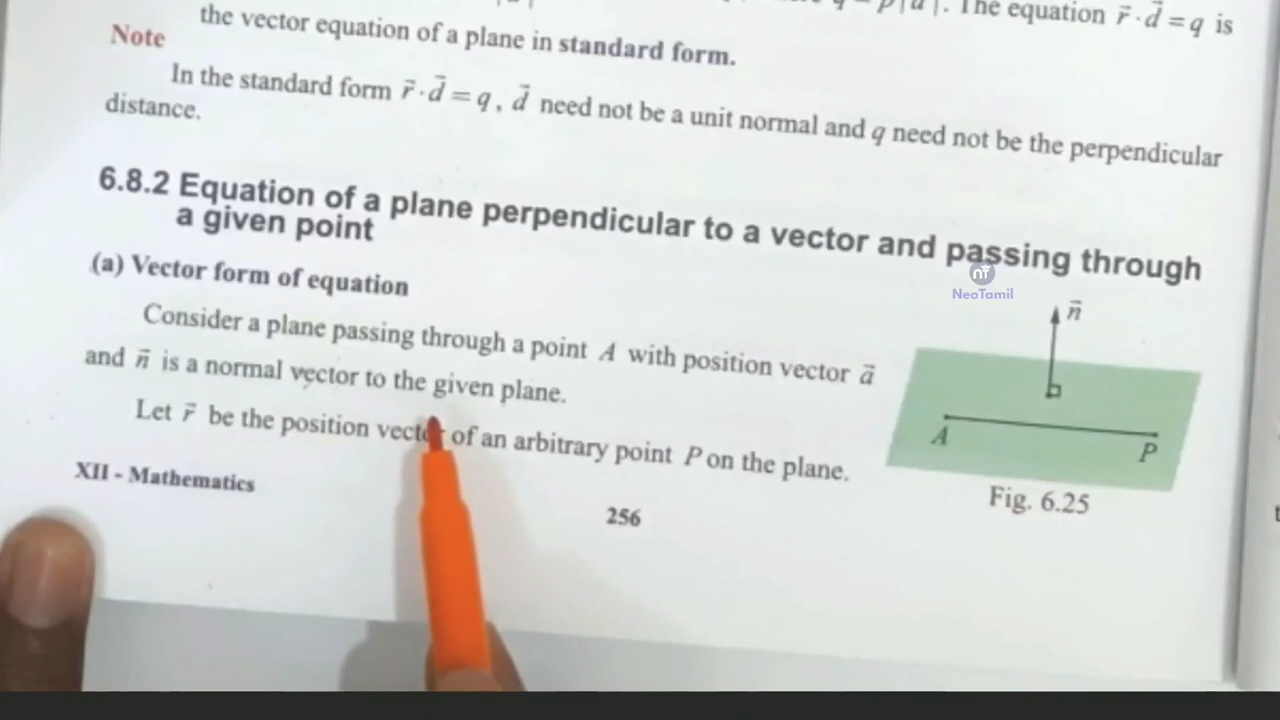 the vector equation of a plane in standard form. The equation r⃗ · d⃗ = q is
Note
In the standard form r⃗ · d⃗ = q, d⃗ need not be a unit normal and q need not be the perpendicular
distance.
6.8.2 Equation of a plane perpendicular to a vector and passing through
a given point
(a) Vector form of equation
NeoTamil
n⃗
Consider a plane passing through a point A with position vector a⃗
and n⃗ is a normal vector to the given plane.
Let r⃗ be the position vector of an arbitrary point P on the plane.
A
P
Fig. 6.25
XII - Mathematics
256